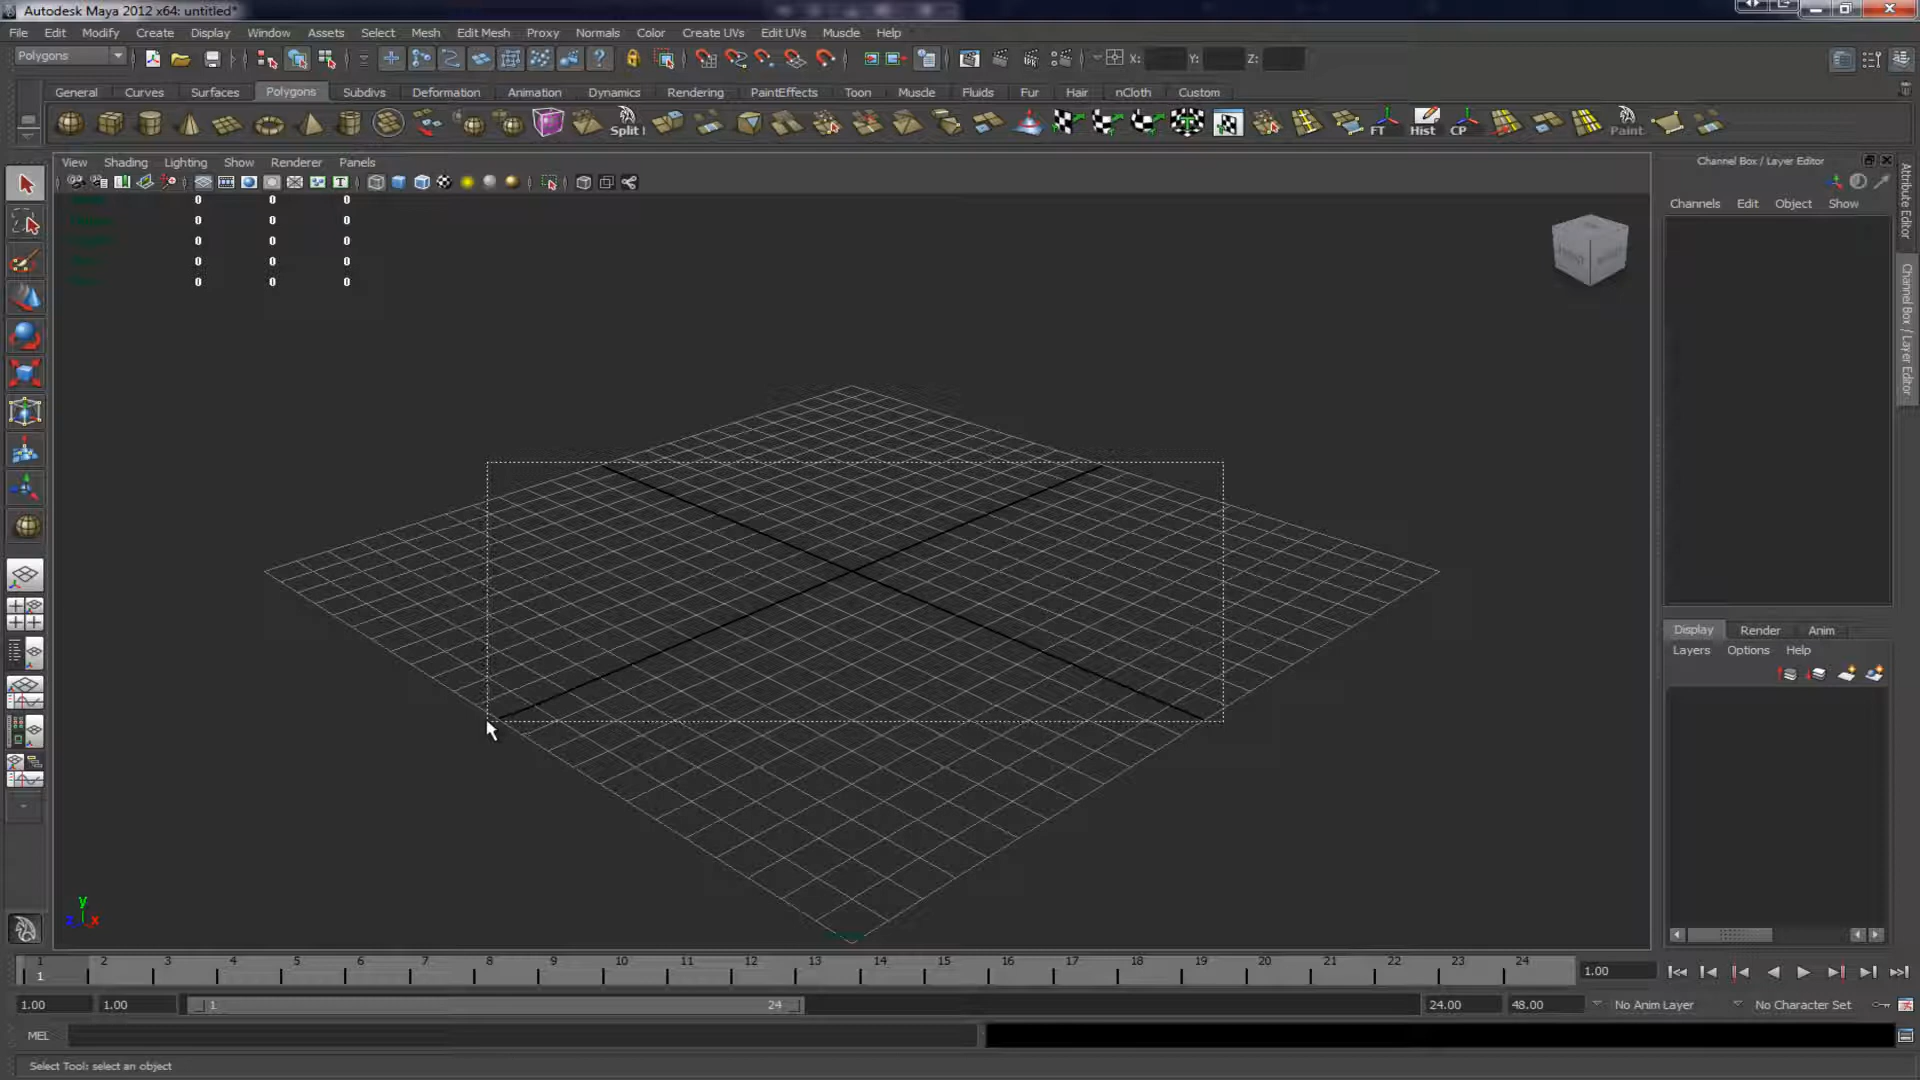 Autodesk Maya 2012 x64: untitled*
File Edit Modify Create Display Window Assets Select Mesh Edit Mesh Proxy Normals Color Create UVs Edit UVs Muscle Help
Polygons X: Y: Z:
General Curves Surfaces Polygons Subdivs Deformation Animation Dynamics Rendering PaintEffects Toon Muscle Fluids Fur Hair nCloth Custom
Split FT Hist CP Paint
View Shading Lighting Show Renderer Panels
Channel Box / Layer Editor
Channels Edit Object Show
0 0 0
0 0 0
0 0 0
0 0 0
0 0 0
Attribute Editor
Channel Box / Layer Editor
Display Render Anim
Layers Options Help
y
z x
1 2 3 4 5 6 7 8 9 10 11 12 13 14 15 16 17 18 19 20 21 22 23 24
1 1.00
1.00 1.00 1 24 24.00 48.00 No Anim Layer No Character Set
MEL
Select Tool: select an object